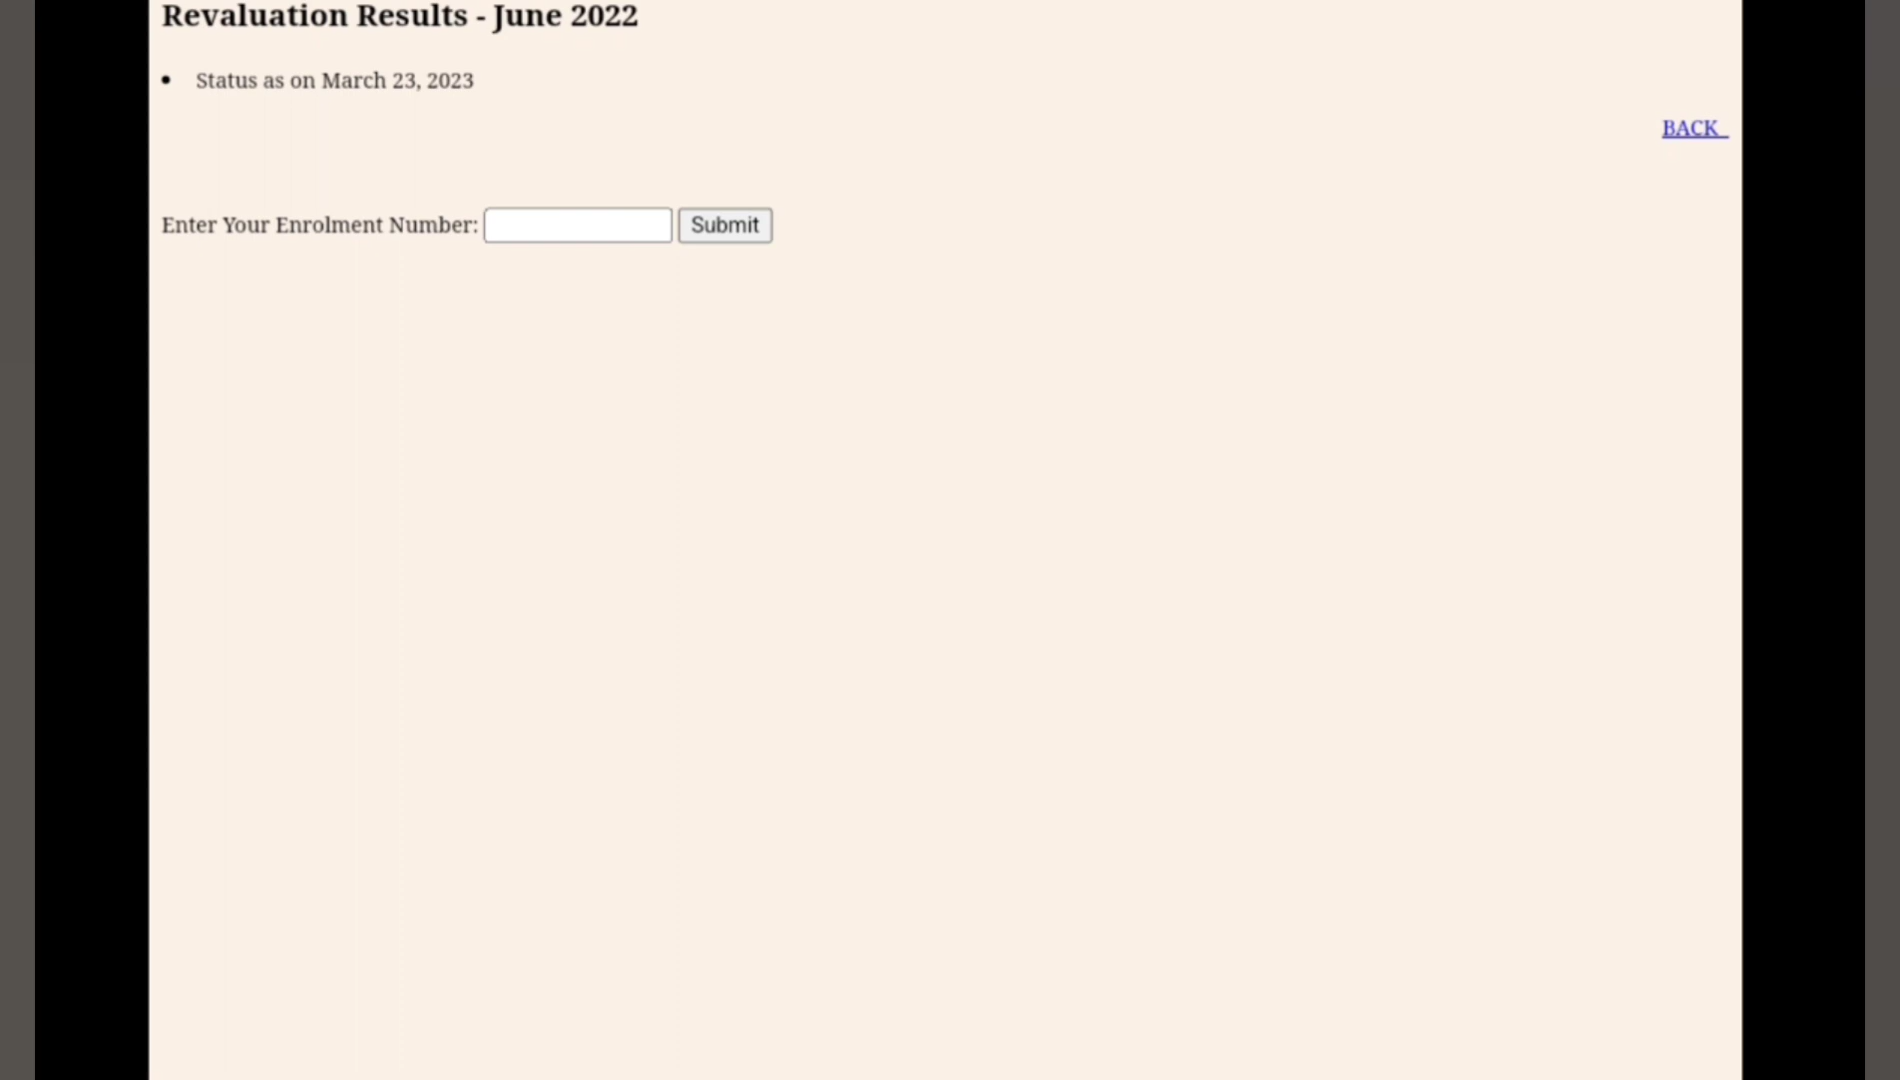 Revaluation Results - June 2022
Status as on March 23, 2023
BACK
Enter Your Enrolment Number: Submit